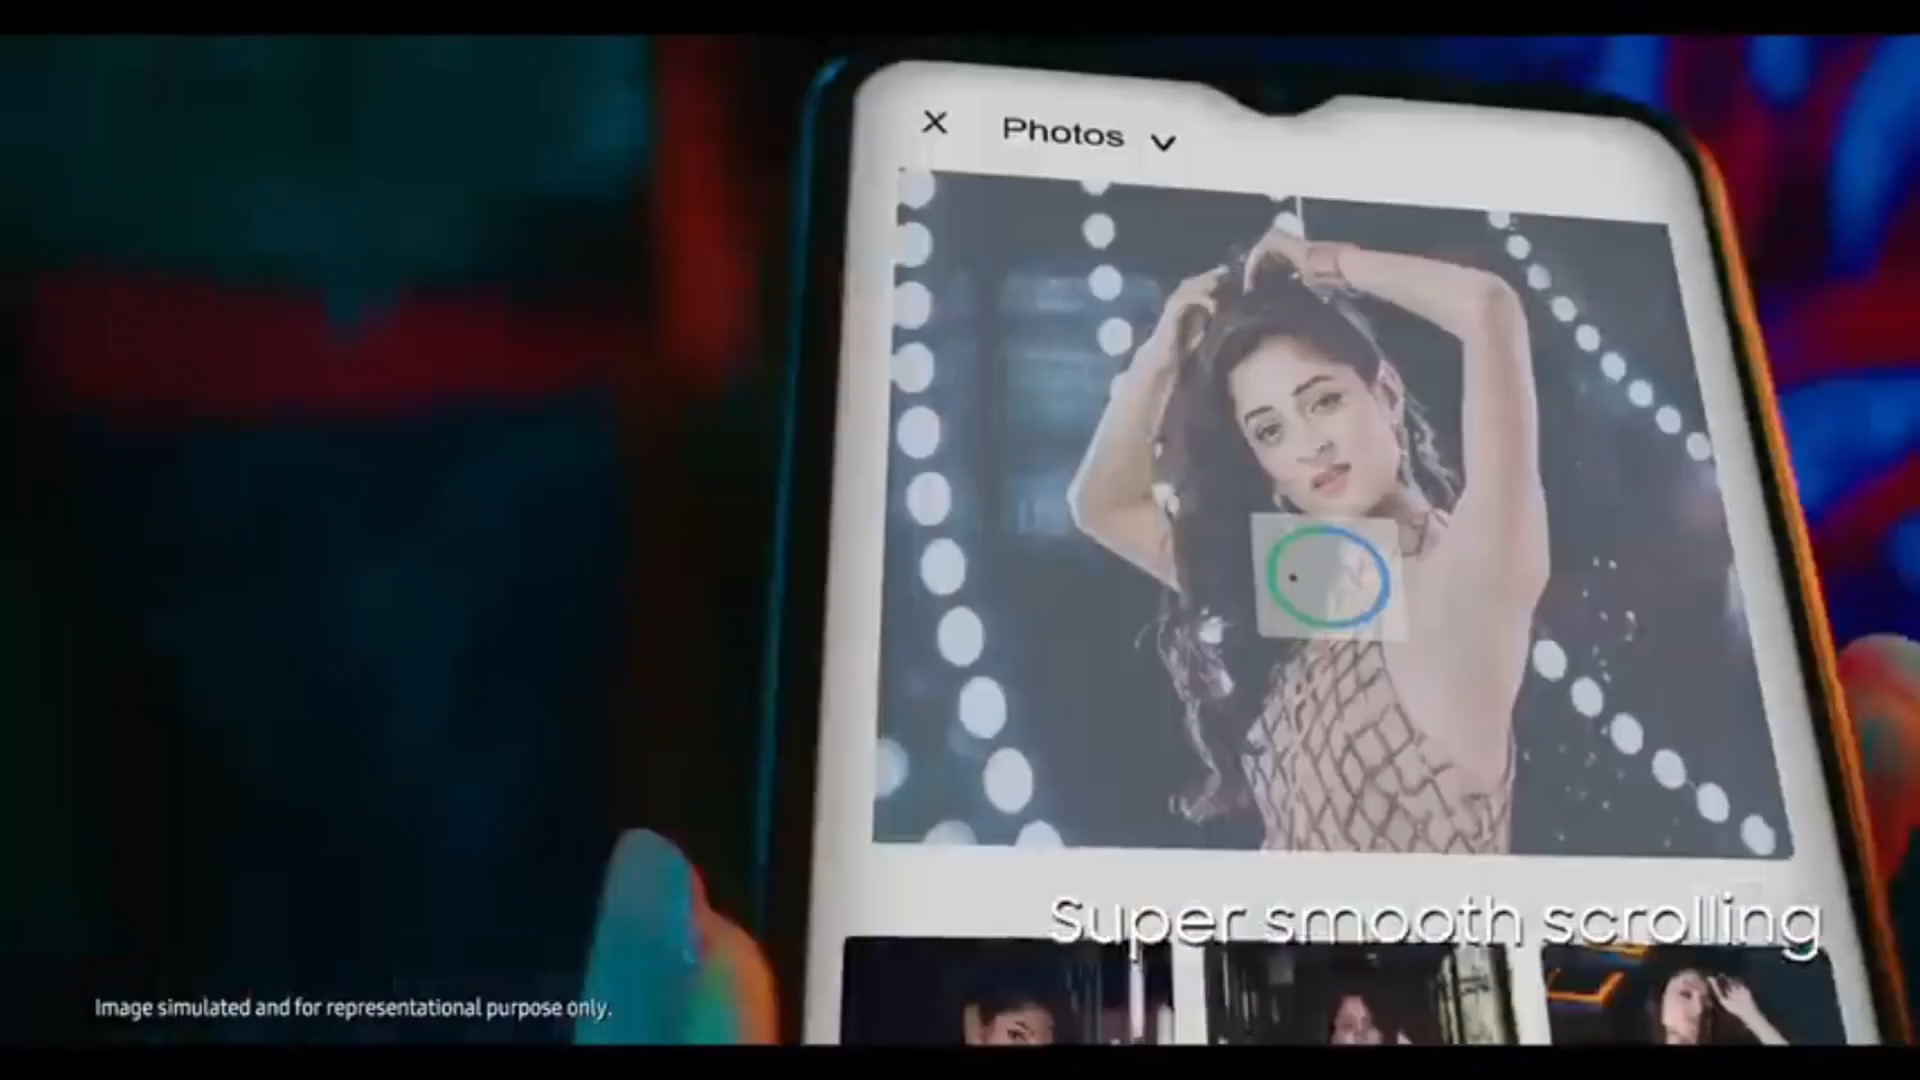 X Photos
Super smooth scrolling
Image simulated and for representational purpose only.